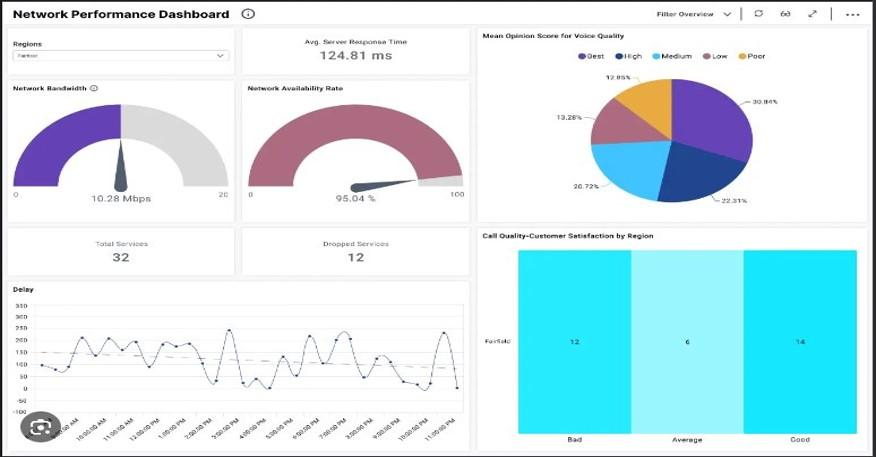 Network Performance Dashboard
Filter Overview
Regions
Fairfield
Avg. Server Response Time
124.81 ms
Mean Opinion Score for Voice Quality
Best High Medium Low Poor
12.85%
30.84%
13.28%
20.72%
22.31%
Network Bandwidth
0 20
10.28 Mbps
Network Availability Rate
100
95.04 %
Total Services
32
Dropped Services
12
Call Quality-Customer Satisfaction by Region
Fairfield
12 6 14
Bad Average Good
Delay
350
300
250
200
150
100
50
0
-50
-100
10:00:00 AM
11:00:00 AM
12:00:00 PM
1:00:00 PM
2:00:00 PM
3:00:00 PM
4:00:00 PM
5:00:00 PM
6:00:00 PM
7:00:00 PM
8:00:00 PM
9:00:00 PM
10:00:00 PM
11:00:00 PM